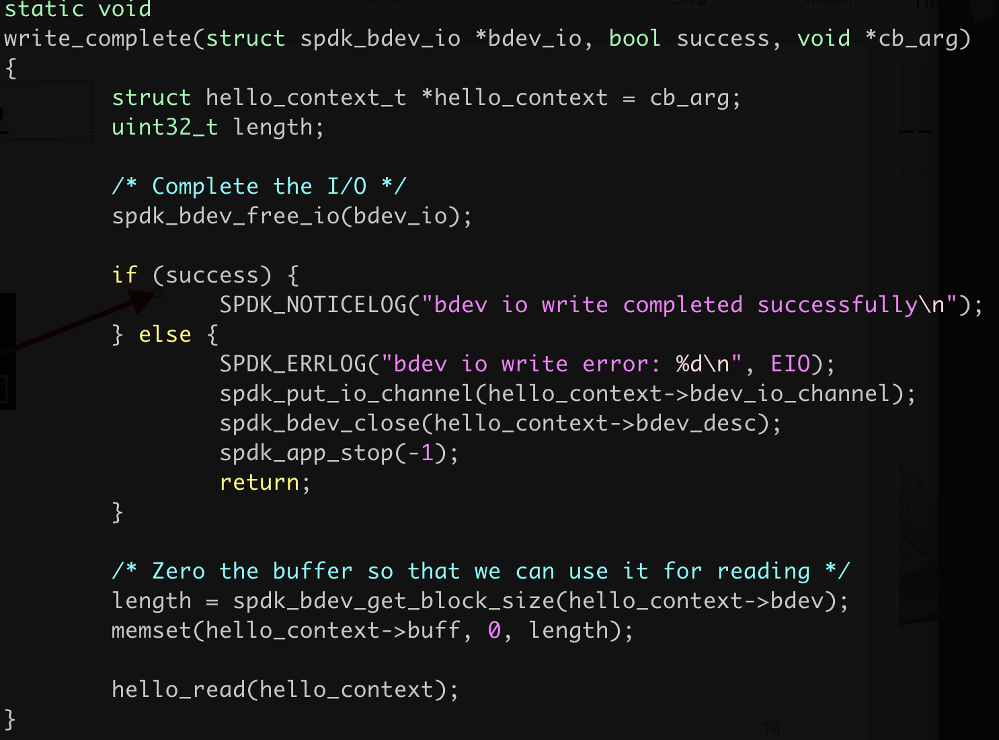 static void
write_complete(struct spdk_bdev_io *bdev_io, bool success, void *cb_arg)
{
        struct hello_context_t *hello_context = cb_arg;
        uint32_t length;

        /* Complete the I/O */
        spdk_bdev_free_io(bdev_io);

        if (success) {
                SPDK_NOTICELOG("bdev io write completed successfully\n");
        } else {
                SPDK_ERRLOG("bdev io write error: %d\n", EIO);
                spdk_put_io_channel(hello_context->bdev_io_channel);
                spdk_bdev_close(hello_context->bdev_desc);
                spdk_app_stop(-1);
                return;
        }

        /* Zero the buffer so that we can use it for reading */
        length = spdk_bdev_get_block_size(hello_context->bdev);
        memset(hello_context->buff, 0, length);

        hello_read(hello_context);
}
14